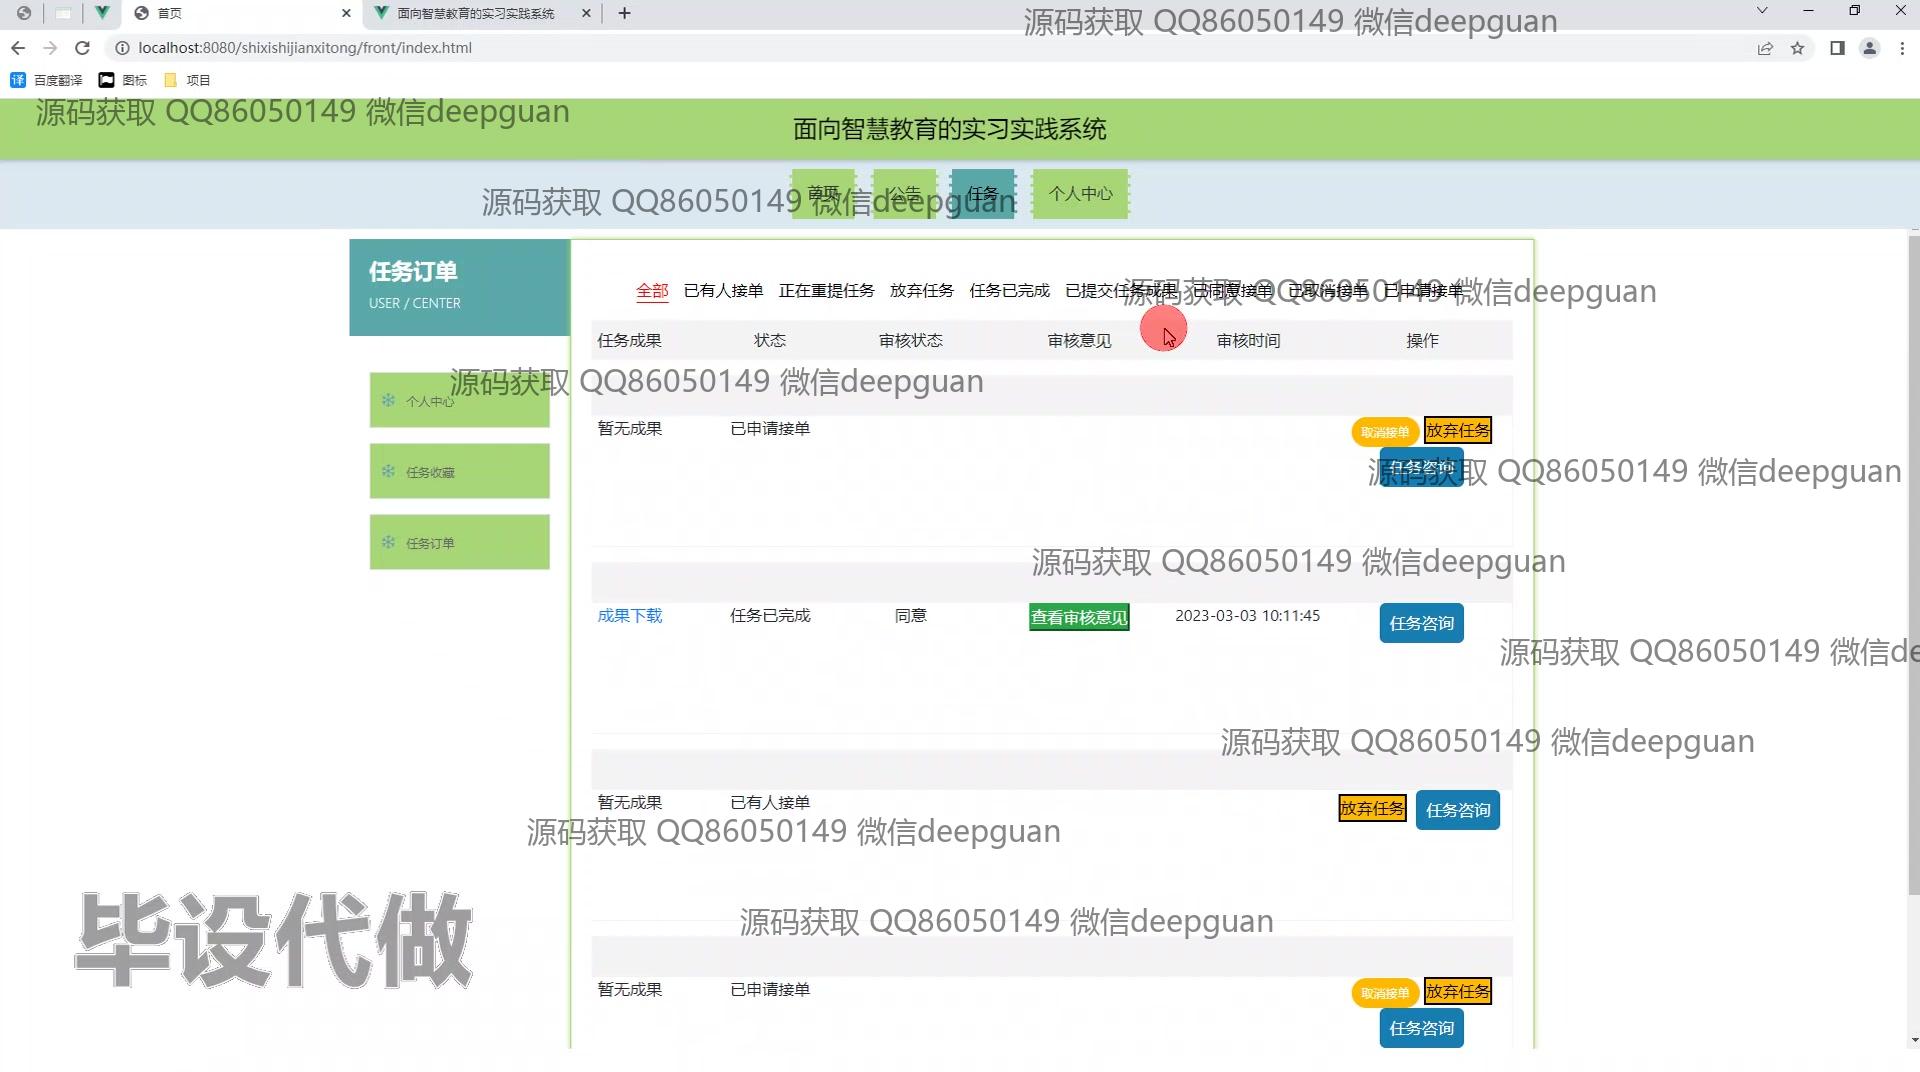 首页
面向智慧教育的实习实践系统
源码获取 QQ86050149 微信deepguan
localhost:8080/shixishijianxitong/front/index.html
译 百度翻译 图标 项目
源码获取 QQ86050149 微信deepguan
面向智慧教育的实习实践系统
首页 公告 任务 个人中心
源码获取 QQ86050149 微信deepguan
任务订单
USER / CENTER
全部 已有人接单 正在重提任务 放弃任务 任务已完成 已提交任务成果 已同意接单 已取消接单 已申请接单
源码获取 QQ86050149 微信deepguan
任务成果 状态 审核状态 审核意见 审核时间 操作
源码获取 QQ86050149 微信deepguan
个人中心
暂无成果 已申请接单 取消接单 放弃任务
任务咨询
源码获取 QQ86050149 微信deepguan
任务收藏
任务订单
源码获取 QQ86050149 微信deepguan
成果下载 任务已完成 同意 查看审核意见 2023-03-03 10:11:45 任务咨询
源码获取 QQ86050149 微信de
源码获取 QQ86050149 微信deepguan
暂无成果 已有人接单 放弃任务 任务咨询
源码获取 QQ86050149 微信deepguan
毕设代做
源码获取 QQ86050149 微信deepguan
暂无成果 已申请接单 取消接单 放弃任务
任务咨询